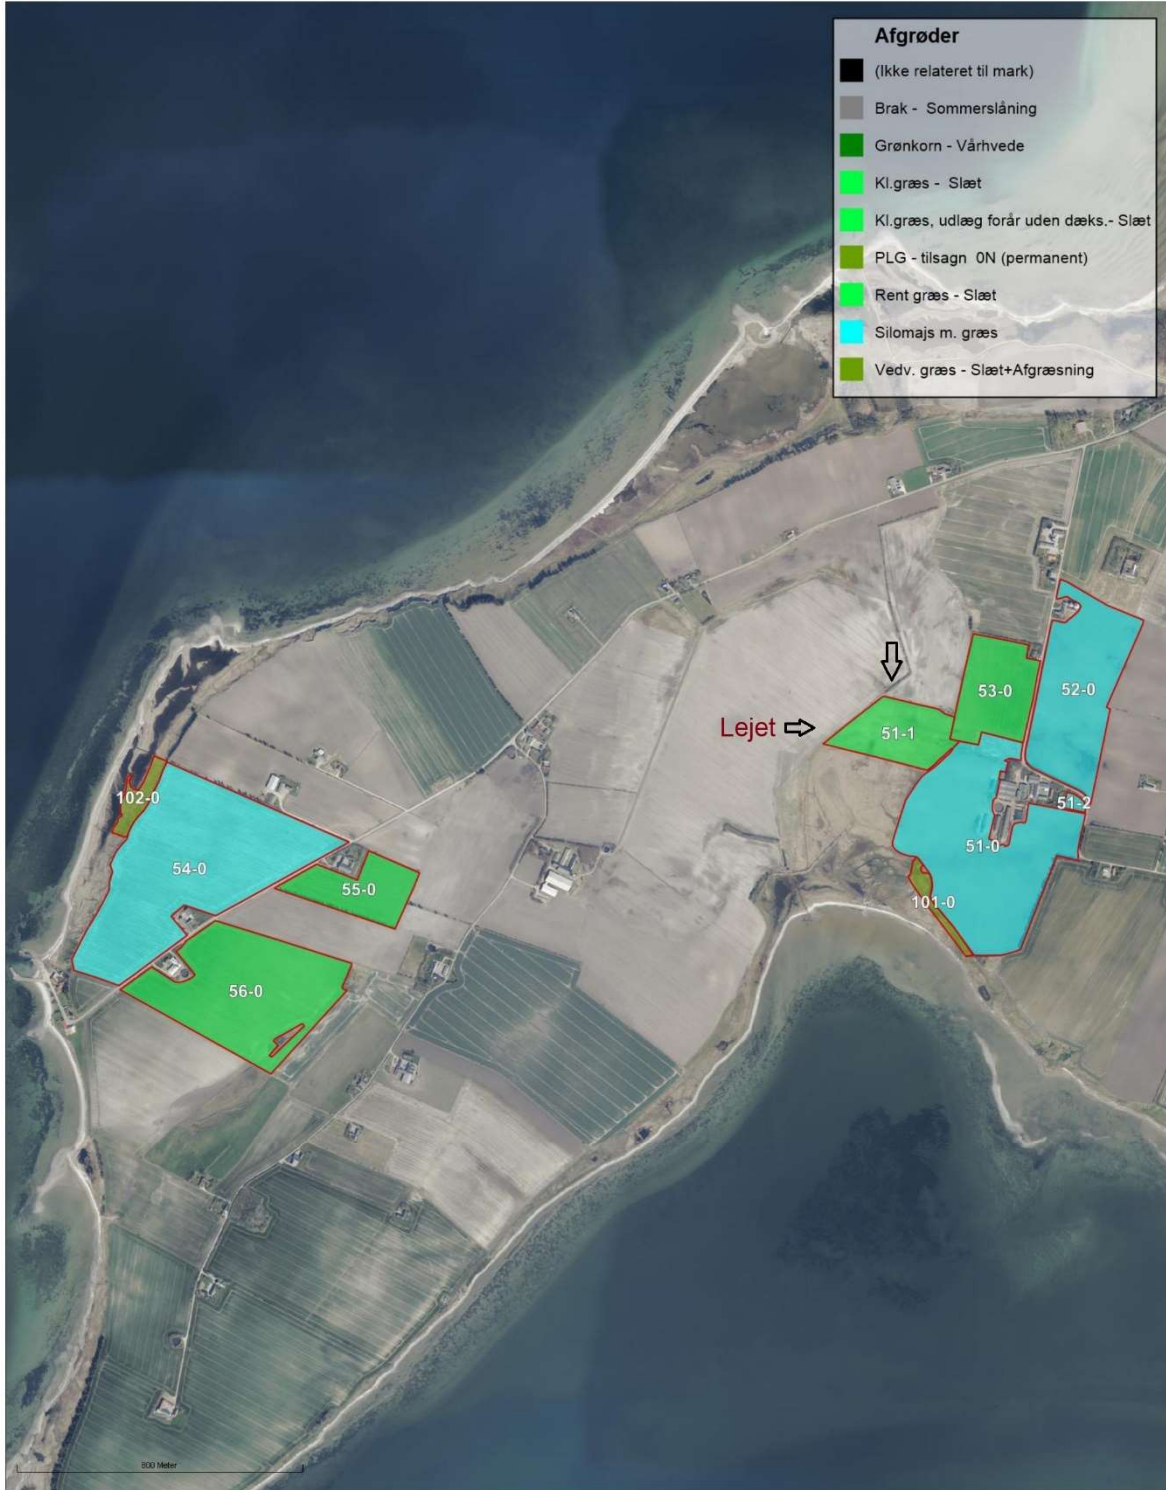 Afgrøder
(Ikke relateret til mark)
Brak -  Sommerslåning
Grønkorn - Vårhvede
Kl.græs -  Slæt
Kl.græs, udlæg forår uden dæks.- Slæt
PLG - tilsagn  0N (permanent)
Rent græs - Slæt
Silomajs m. græs
Vedv. græs - Slæt+Afgræsning
53-0
52-0
Lejet
51-1
102-0
51-2
51-0
54-0
55-0
101-0
56-0
800 Meter